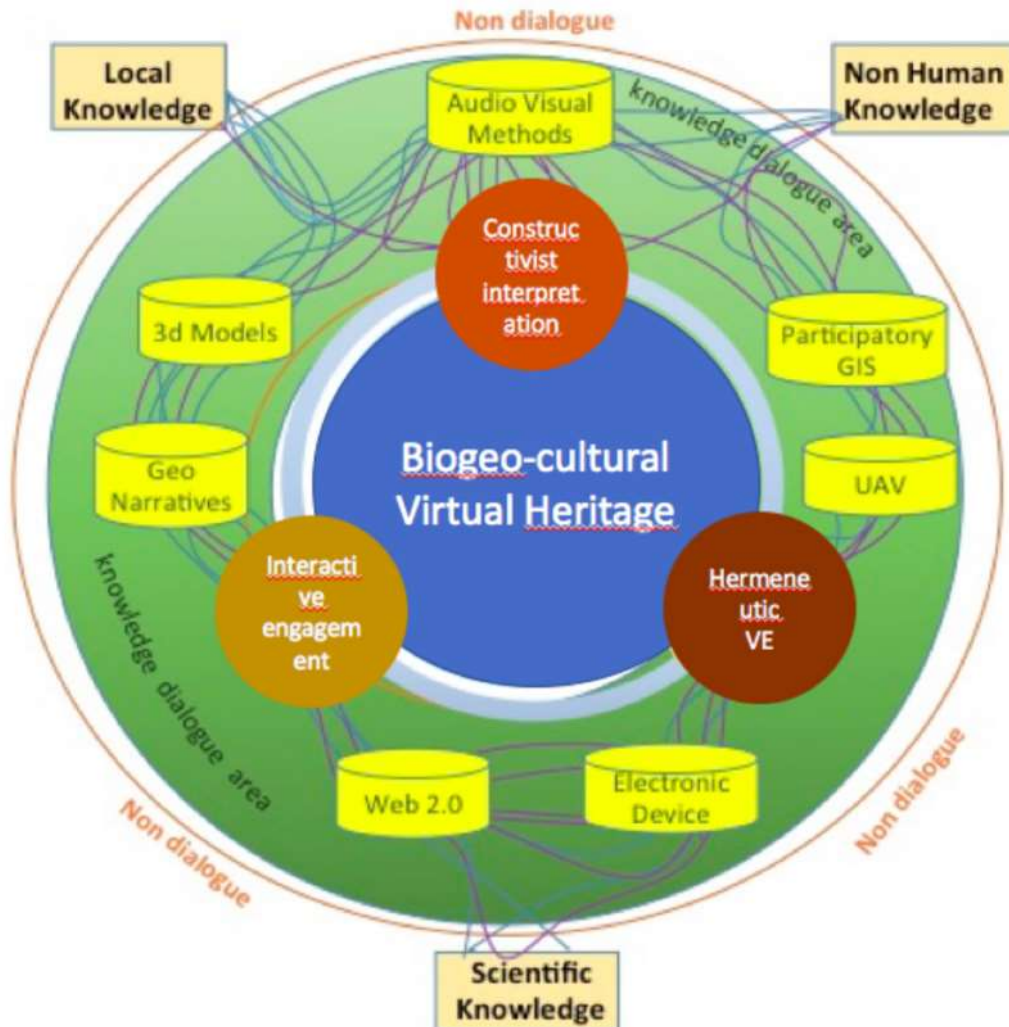 Non dialogue
Local
Knowledge
Non Human
Knowledge
Audio Visual
Methods
knowledge dialogue area
Construc
tivist
interpret
ation
3d Models
Participatory
GIS
Geo
Narratives
UAV
Biogeo-cultural
Virtual Heritage
Interacti
ve
engagem
ent
Hermene
utic
VE
knowledge dialogue area
Web 2.0
Electronic
Device
Non dialogue
Non dialogue
Scientific
Knowledge